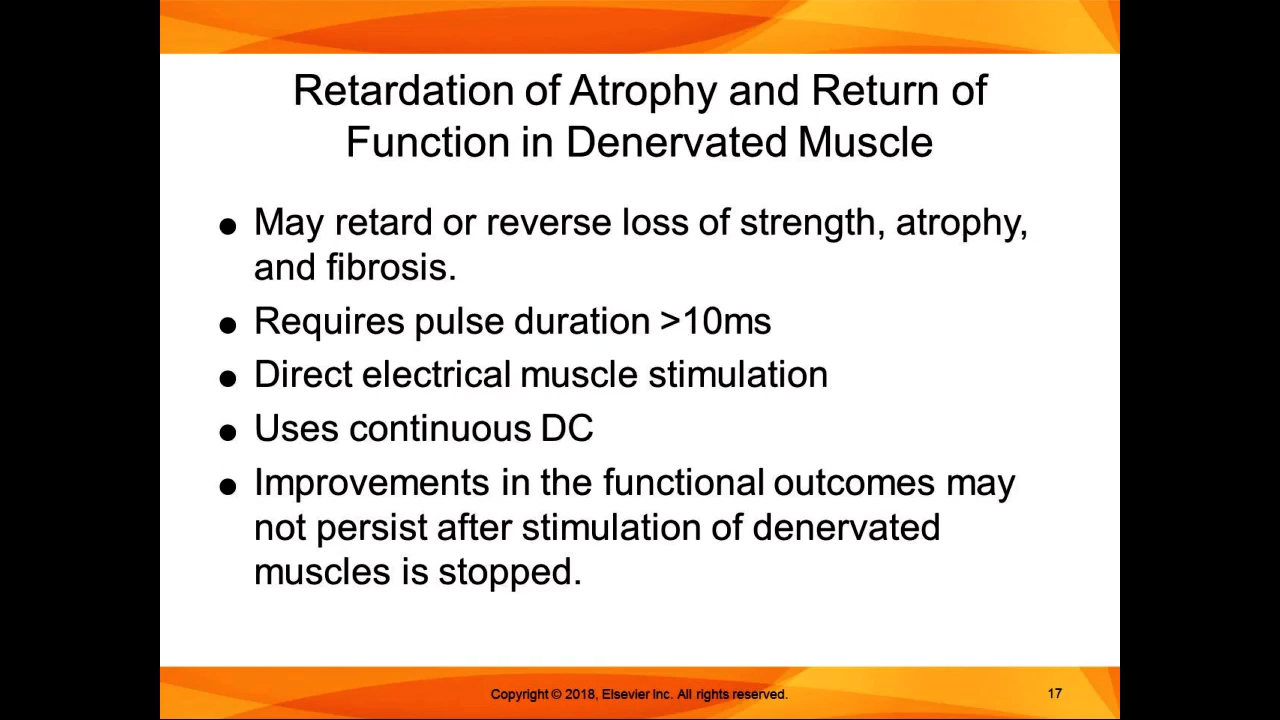 Retardation of Atrophy and Return of
Function in Denervated Muscle
● May retard or reverse loss of strength, atrophy,
and fibrosis.
● Requires pulse duration >10ms
● Direct electrical muscle stimulation
● Uses continuous DC
● Improvements in the functional outcomes may
not persist after stimulation of denervated
muscles is stopped.
Copyright © 2018, Elsevier Inc. All rights reserved.
17